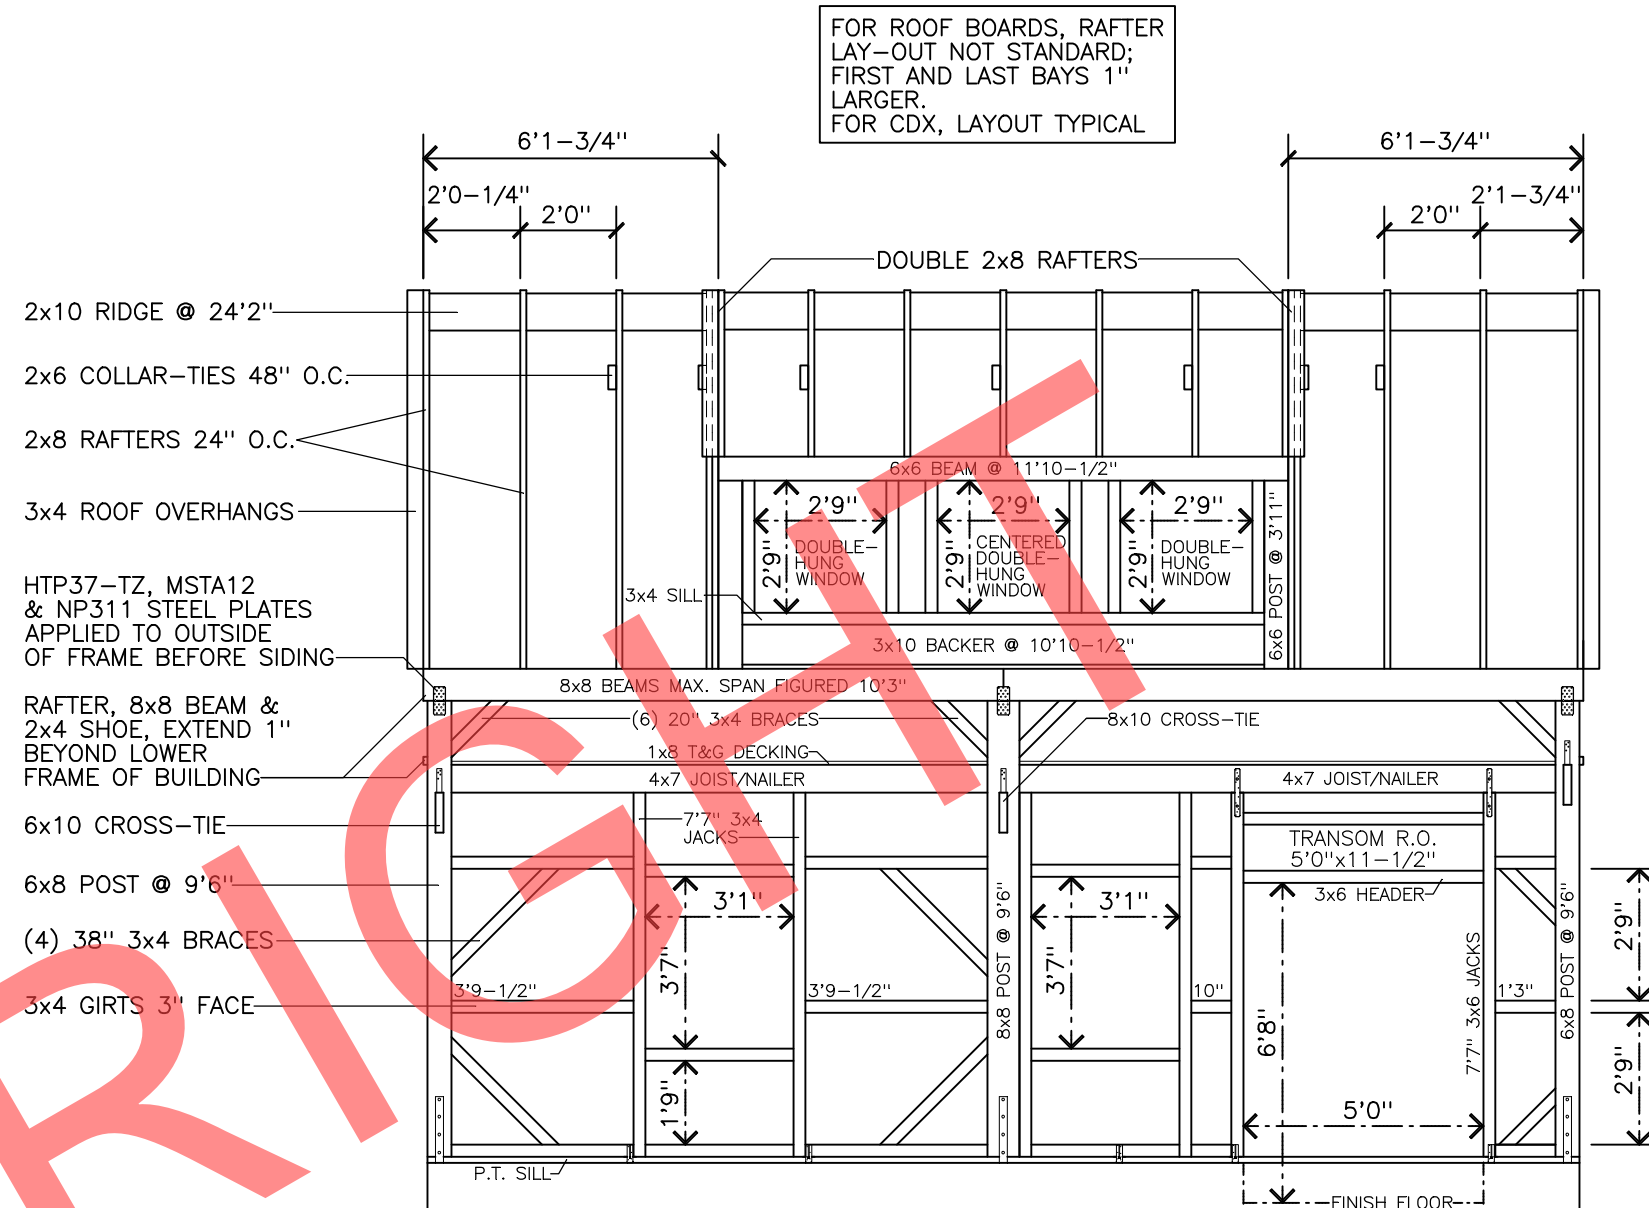 FOR ROOF BOARDS, RAFTER
LAY-OUT NOT STANDARD;
FIRST AND LAST BAYS 1"
LARGER.
FOR CDX, LAYOUT TYPICAL
6'1-3/4"
6'1-3/4"
2'0-1/4"
2'0"
2'0"
2'1-3/4"
DOUBLE 2x8 RAFTERS
2x10 RIDGE @ 24'2"
2x6 COLLAR-TIES 48" O.C.
2x8 RAFTERS 24" O.C.
3x4 ROOF OVERHANGS
HTP37-TZ, MSTA12
& NP311 STEEL PLATES
APPLIED TO OUTSIDE
OF FRAME BEFORE SIDING
RAFTER, 8x8 BEAM &
2x4 SHOE, EXTEND 1"
BEYOND LOWER
FRAME OF BUILDING
6x10 CROSS-TIE
6x8 POST @ 9'6"
(4) 38" 3x4 BRACES
3x4 GIRTS 3" FACE
6x6 BEAM @ 11'10-1/2"
2'9"
2'9"
DOUBLE-
HUNG
WINDOW
2'9"
2'9"
CENTERED
DOUBLE-
HUNG
WINDOW
2'9"
2'9"
DOUBLE-
HUNG
WINDOW
6x6 POST @ 3'11"
3x4 SILL
3x10 BACKER @ 10'10-1/2"
8x8 BEAMS MAX. SPAN FIGURED 10'3"
(6) 20" 3x4 BRACES
8x10 CROSS-TIE
1x8 T&G DECKING
4x7 JOIST/NAILER
4x7 JOIST/NAILER
7'7" 3x4
JACKS
TRANSOM R.O.
5'0"x11-1/2"
3x6 HEADER
3'1"
3'7"
3'1"
3'7"
3'9-1/2"
3'9-1/2"
8x8 POST @ 9'6"
10"
6'8"
7'7" 3x6 JACKS
1'3"
6x8 POST @ 9'6"
2'9"
2'9"
1'9"
5'0"
P.T. SILL
FINISH FLOOR
RIGHT